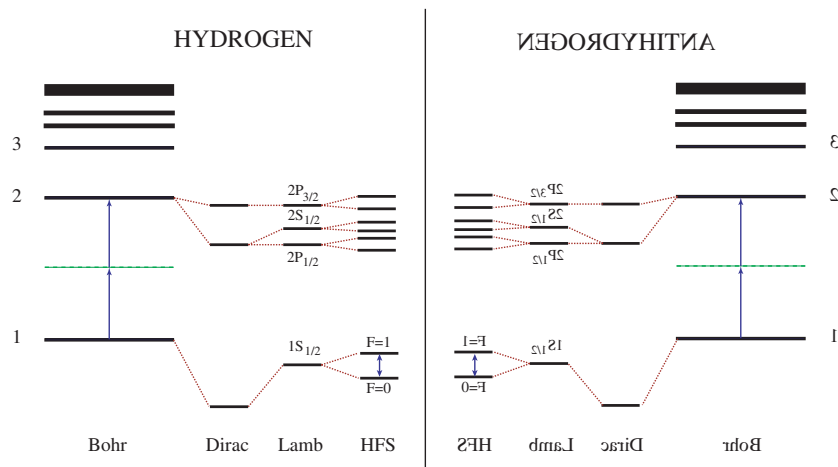 HYDROGEN
3
2
1
2P3/2
2S1/2
2P1/2
1S1/2
F=1
F=0
Bohr Dirac Lamb HFS
ANTIHYDROGEN
3
2
1
2P3/2
2S1/2
2P1/2
1S1/2
F=1
F=0
HFS Lamb Dirac Bohr